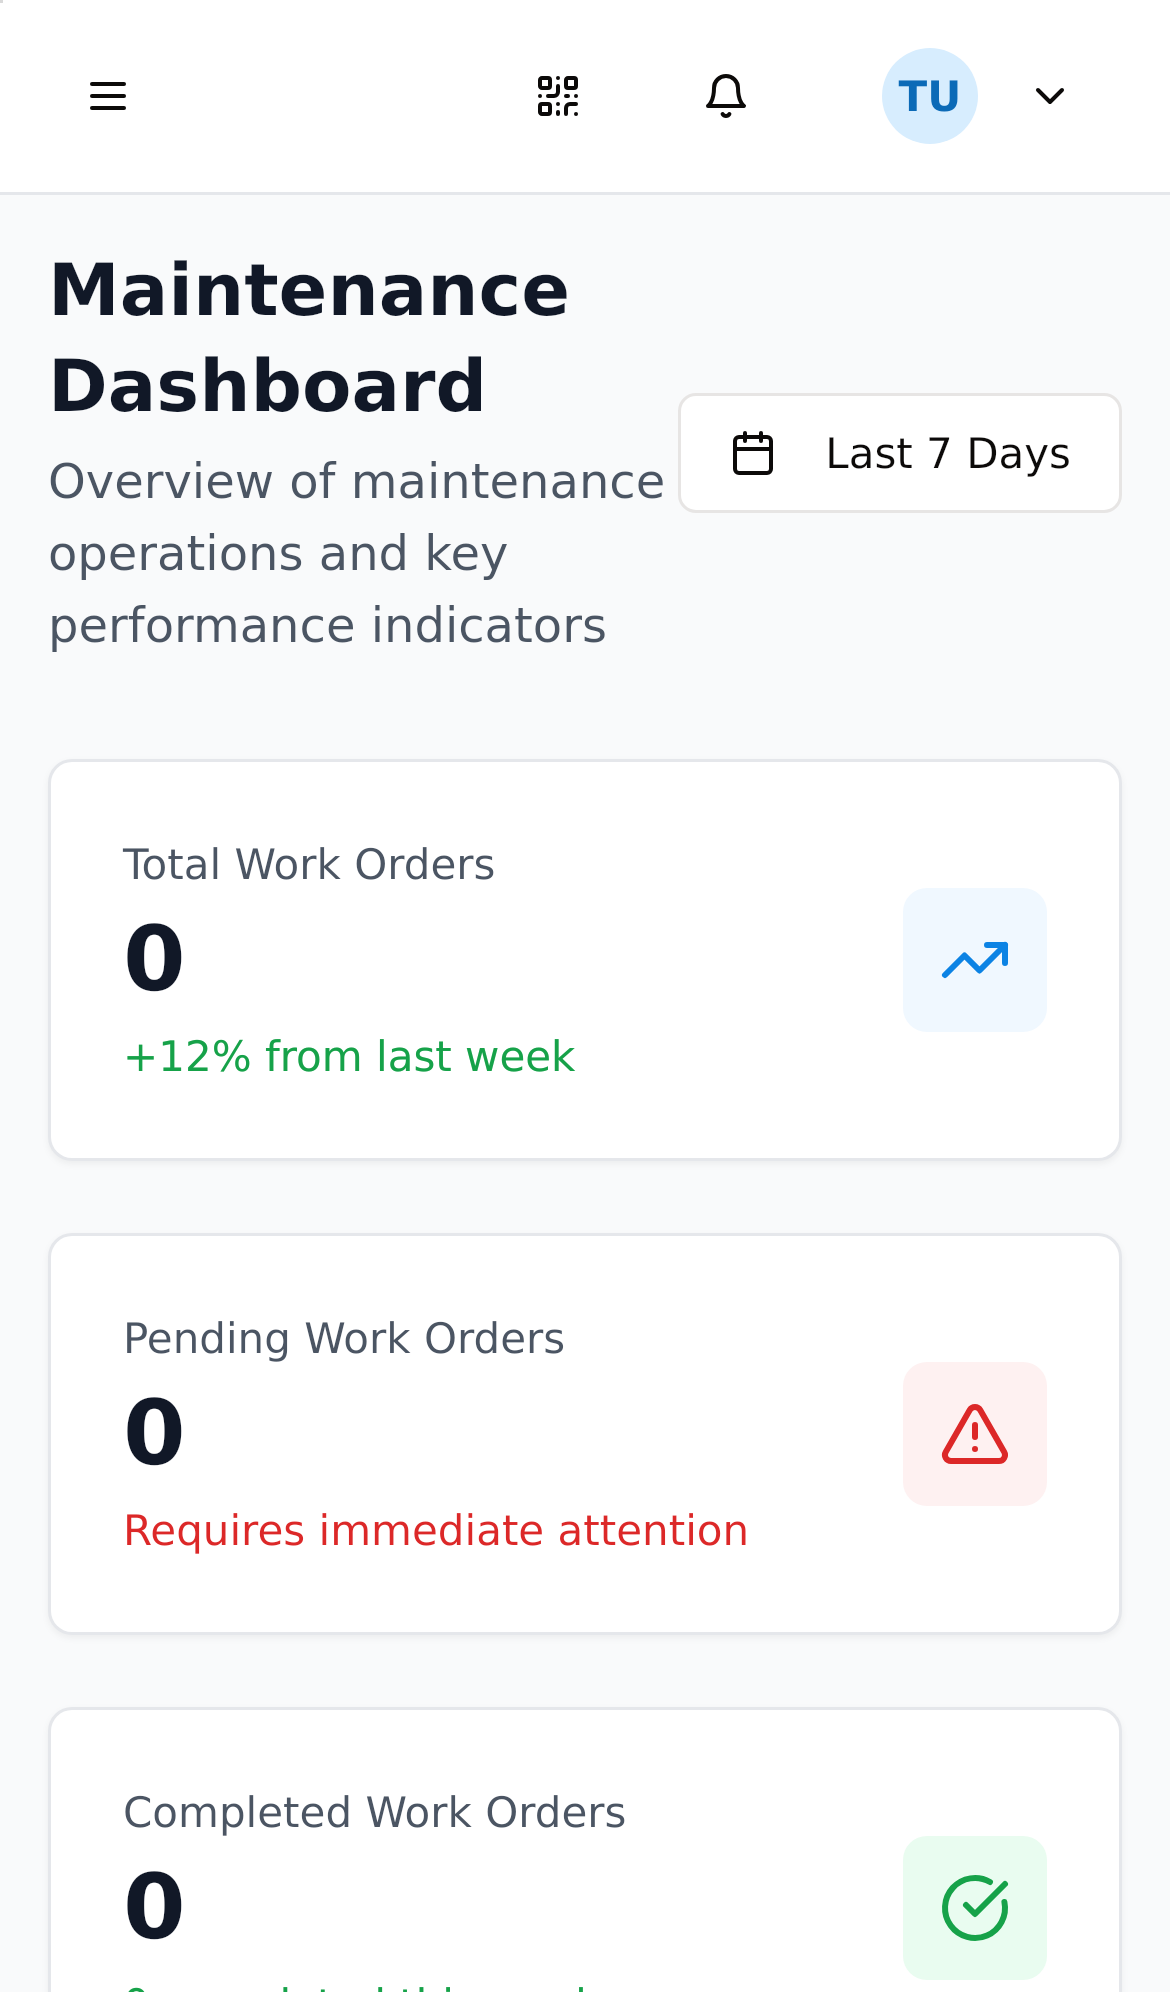 TU
Maintenance
Dashboard
Overview of maintenance
operations and key
performance indicators
Last 7 Days
Total Work Orders
0
+12% from last week
Pending Work Orders
0
Requires immediate attention
Completed Work Orders
0